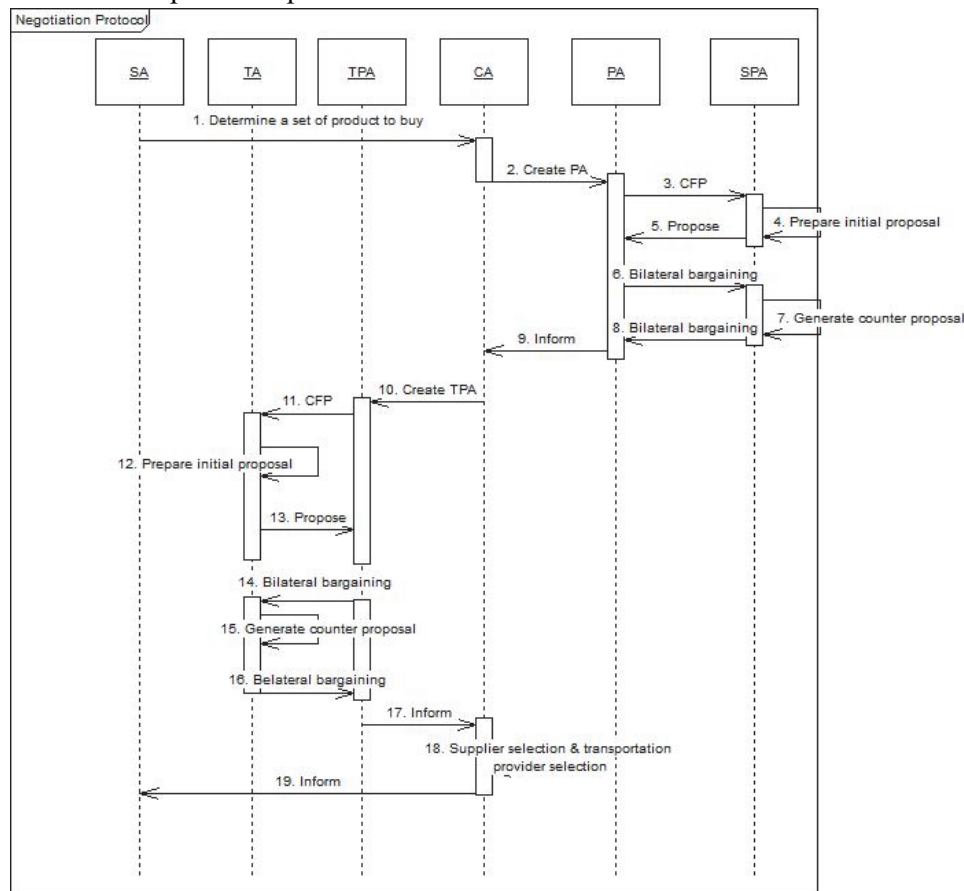 Negotiation Protocol
SA
TA
TPA
CA
PA
SPA
1. Determine a set of product to buy
2. Create PA
3. CFP
4. Prepare initial proposal
5. Propose
6. Bilateral bargaining
7. Generate counter proposal
8. Bilateral bargaining
9. Inform
10. Create TPA
11. CFP
12. Prepare initial proposal
13. Propose
14. Bilateral bargaining
15. Generate counter proposal
16. Belateral bargaining
17. Inform
18. Supplier selection & transportation
provider selection
19. Inform